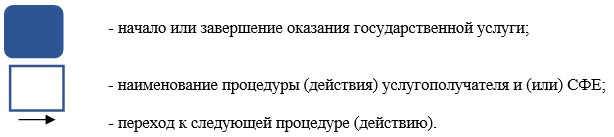 - начало или завершение оказания государственной услуги;
- наименование процедуры (действия) услугополучателя и (или) СФЕ;
- переход к следующей процедуре (действию).